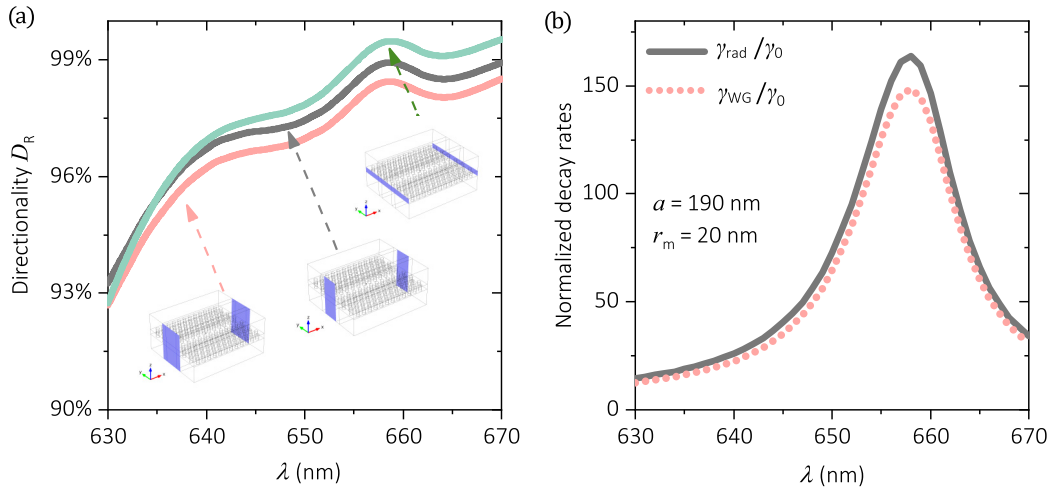 (a)
99%
96%
93%
90%
Directionality D_R
630
640
650
660
670
λ (nm)
(b)
γ_rad /γ_0
γ_WG /γ_0
150
100
50
0
Normalized decay rates
a = 190 nm
r_m = 20 nm
630
640
650
660
670
λ (nm)